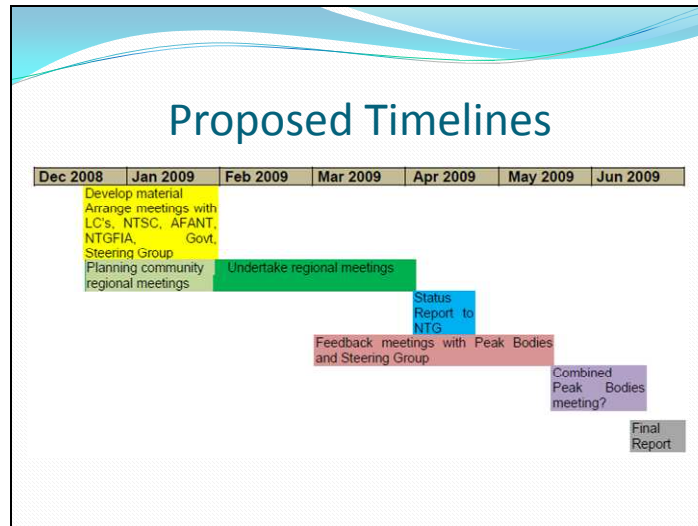 Proposed Timelines
Dec 2008 Jan 2009 Feb 2009 Mar 2009 Apr 2009 May 2009 Jun 2009
Develop material
Arrange meetings with
LC's, NTSC, AFANT,
NTGFIA, Govt,
Steering Group
Planning community
regional meetings
Undertake regional meetings
Status
Report to
NTG
Feedback meetings with Peak Bodies
and Steering Group
Combined
Peak Bodies
meeting?
Final
Report